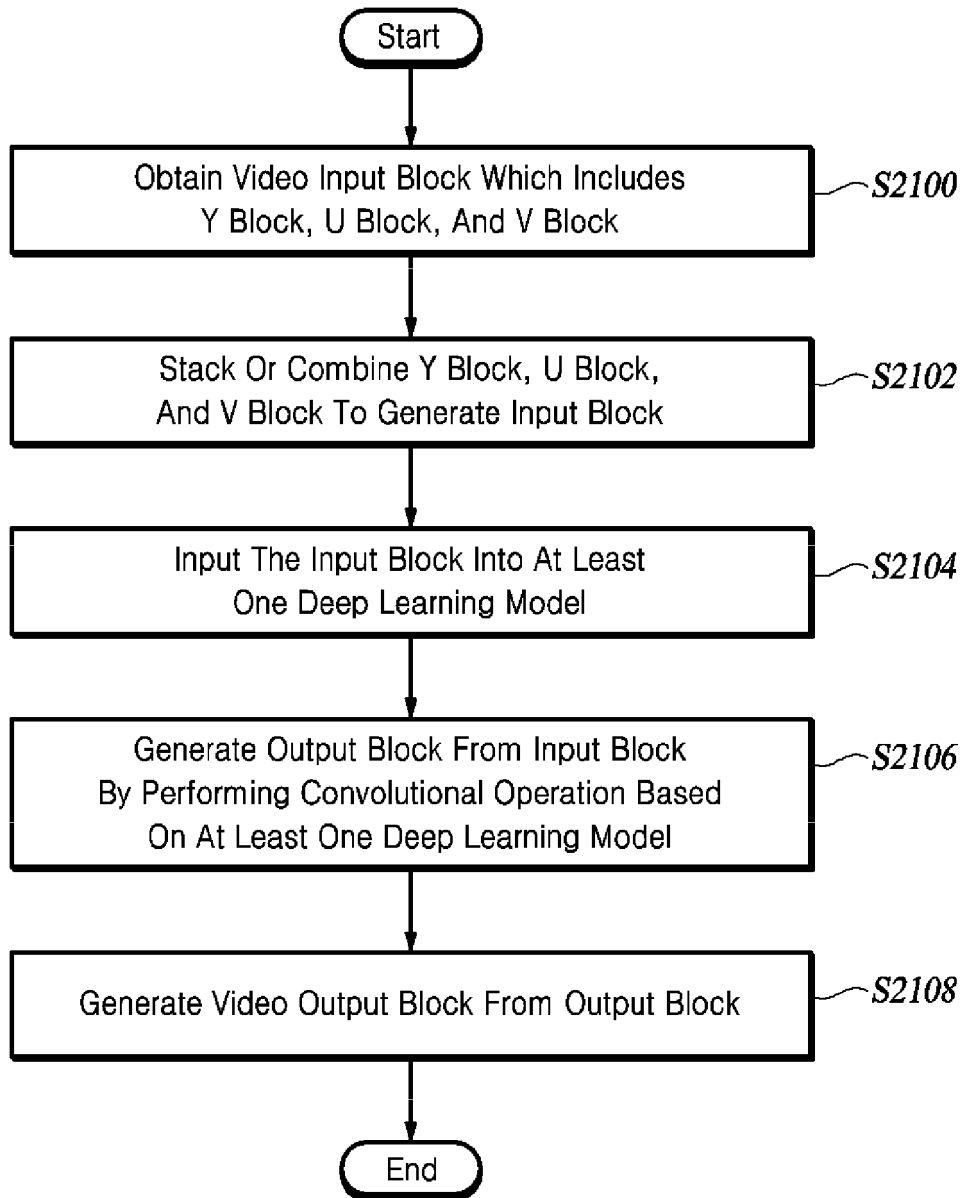 Start
Obtain Video Input Block Which Includes
Y Block, U Block, And V Block
S2100
Stack Or Combine Y Block, U Block,
And V Block To Generate Input Block
S2102
Input The Input Block Into At Least
One Deep Learning Model
S2104
Generate Output Block From Input Block
By Performing Convolutional Operation Based
On At Least One Deep Learning Model
S2106
Generate Video Output Block From Output Block
S2108
End